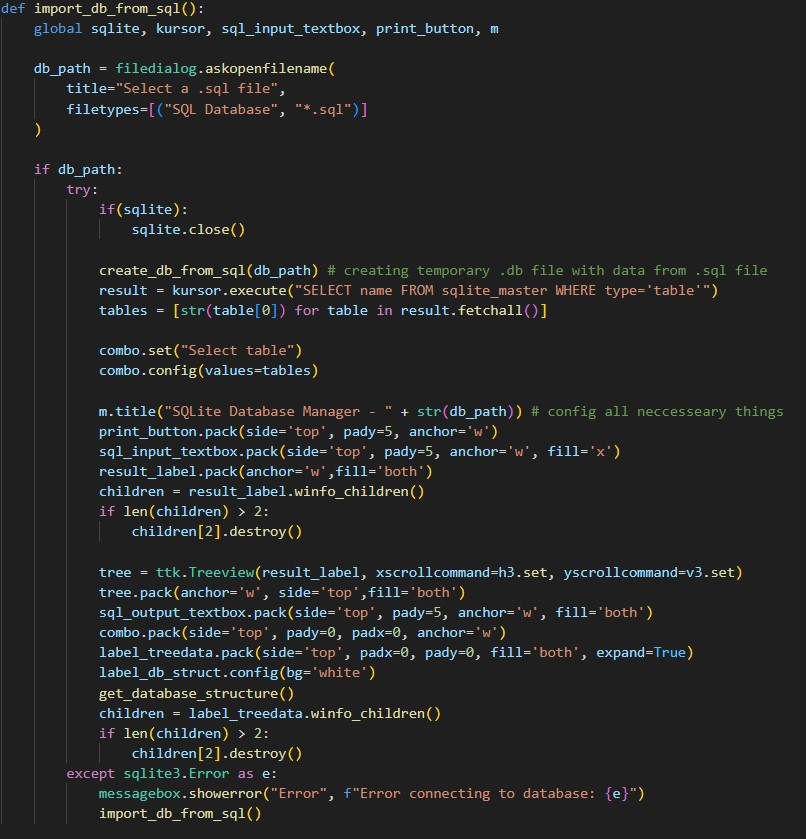 def import_db_from_sql():
    global sqlite, kursor, sql_input_textbox, print_button, m
    db_path = filedialog.askopenfilename(
        title="Select a .sql file",
        filetypes=[("SQL Database", "*.sql")]
    )
    if db_path:
        try:
            if(sqlite):
                sqlite.close()
            create_db_from_sql(db_path) # creating temporary .db file with data from .sql file
            result = kursor.execute("SELECT name FROM sqlite_master WHERE type='table'")
            tables = [str(table[0]) for table in result.fetchall()]
            combo.set("Select table")
            combo.config(values=tables)
            m.title("SQLite Database Manager - " + str(db_path)) # config all neccesseary things
            print_button.pack(side='top', pady=5, anchor='w')
            sql_input_textbox.pack(side='top', pady=5, anchor='w', fill='x')
            result_label.pack(anchor='w',fill='both')
            children = result_label.winfo_children()
            if len(children) > 2:
                children[2].destroy()
            tree = ttk.Treeview(result_label, xscrollcommand=h3.set, yscrollcommand=v3.set)
            tree.pack(anchor='w', side='top',fill='both')
            sql_output_textbox.pack(side='top', pady=5, anchor='w', fill='both')
            combo.pack(side='top', pady=0, padx=0, anchor='w')
            label_treedata.pack(side='top', padx=0, pady=0, fill='both', expand=True)
            label_db_struct.config(bg='white')
            get_database_structure()
            children = label_treedata.winfo_children()
            if len(children) > 2:
                children[2].destroy()
        except sqlite3.Error as e:
            messagebox.showerror("Error", f"Error connecting to database: {e}")
            import_db_from_sql()